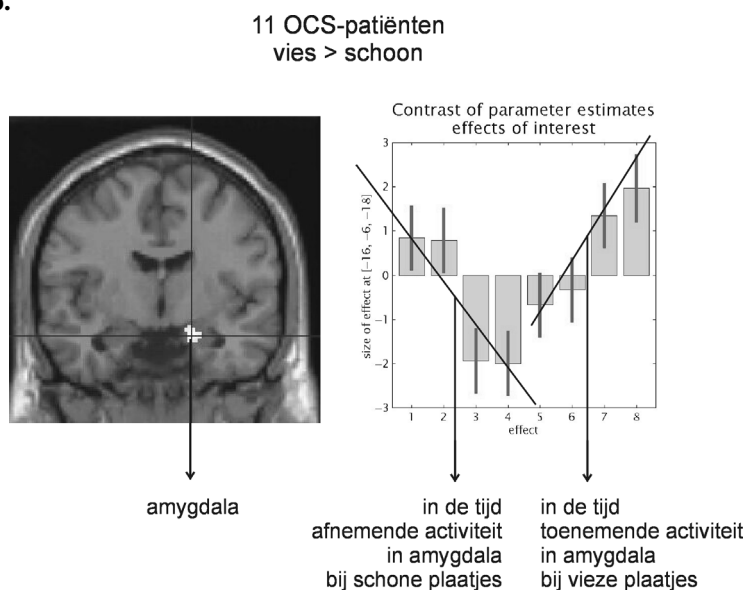 11 OCS-patiënten
vies > schoon
Contrast of parameter estimates
effects of interest
size of effect at [-16, -6, -18]
3
2
1
0
-1
-2
-3
1 2 3 4 5 6 7 8
effect
amygdala
in de tijd
afnemende activiteit
in amygdala
bij schone plaatjes
in de tijd
toenemende activiteit
in amygdala
bij vieze plaatjes